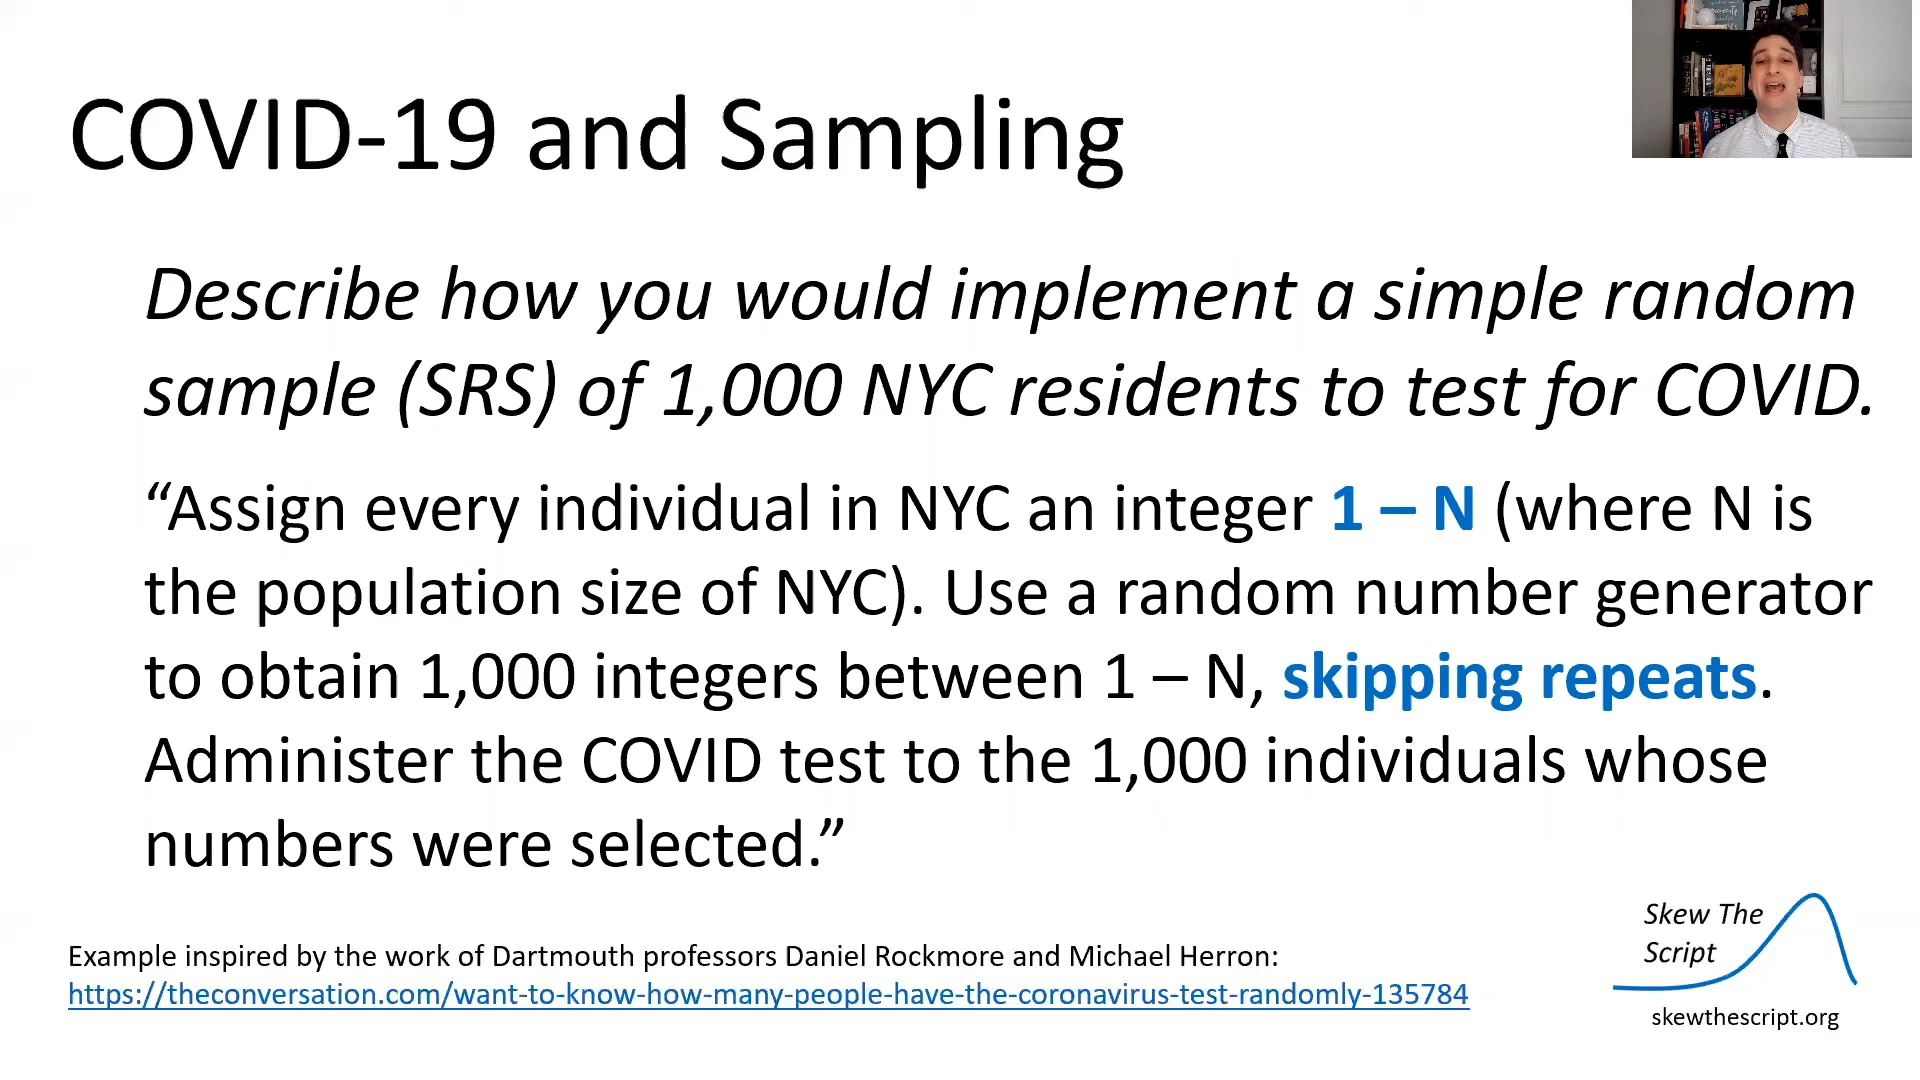 COVID-19 and Sampling
Describe how you would implement a simple random
sample (SRS) of 1,000 NYC residents to test for COVID.
“Assign every individual in NYC an integer 1 – N (where N is
the population size of NYC). Use a random number generator
to obtain 1,000 integers between 1 – N, skipping repeats.
Administer the COVID test to the 1,000 individuals whose
numbers were selected.”
Example inspired by the work of Dartmouth professors Daniel Rockmore and Michael Herron:
https://theconversation.com/want-to-know-how-many-people-have-the-coronavirus-test-randomly-135784
Skew The
Script
skewthescript.org